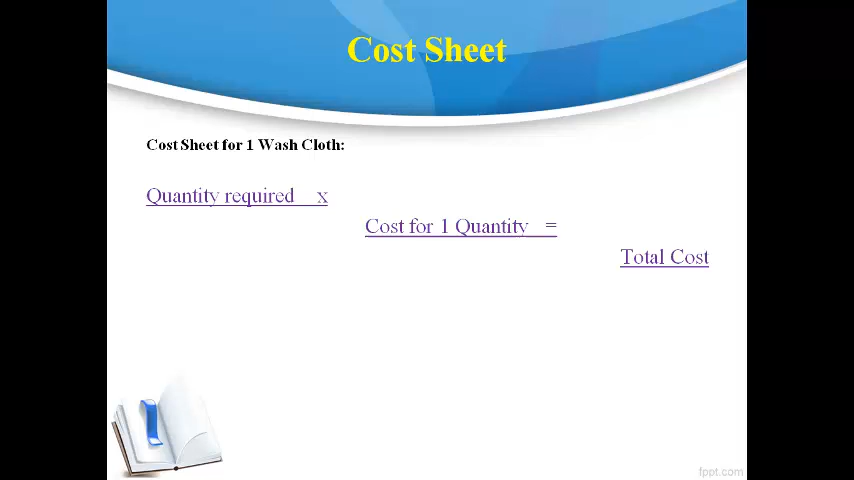 Cost Sheet
Cost Sheet for 1 Wash Cloth:
Quantity required x
Cost for 1 Quantity =
Total Cost
fppt.com